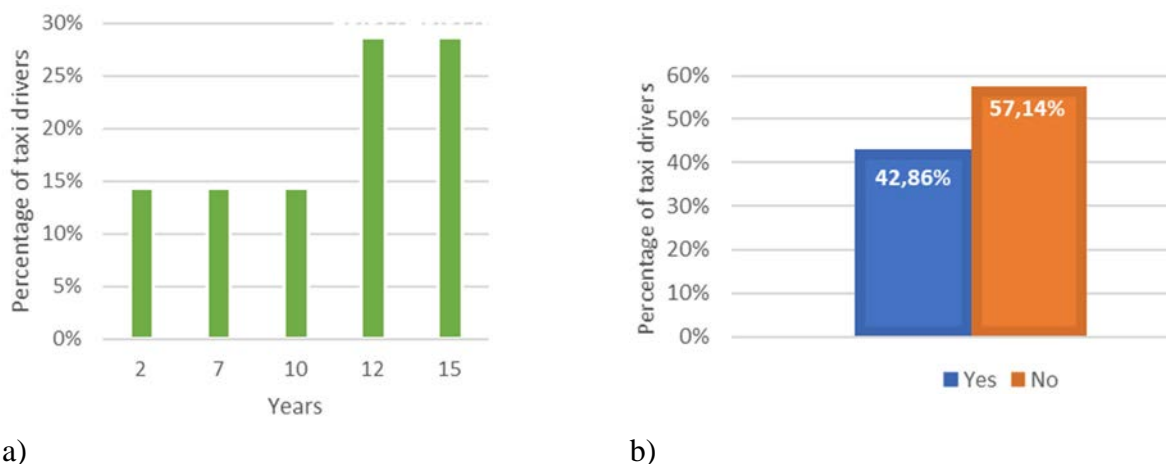 30%
25%
20%
15%
10%
5%
0%
Percentage of taxi drivers
2 7 10 12 15
Years
a)
60%
50%
40%
30%
20%
10%
0%
Percentage of taxi drivers
42,86%
57,14%
Yes No
b)